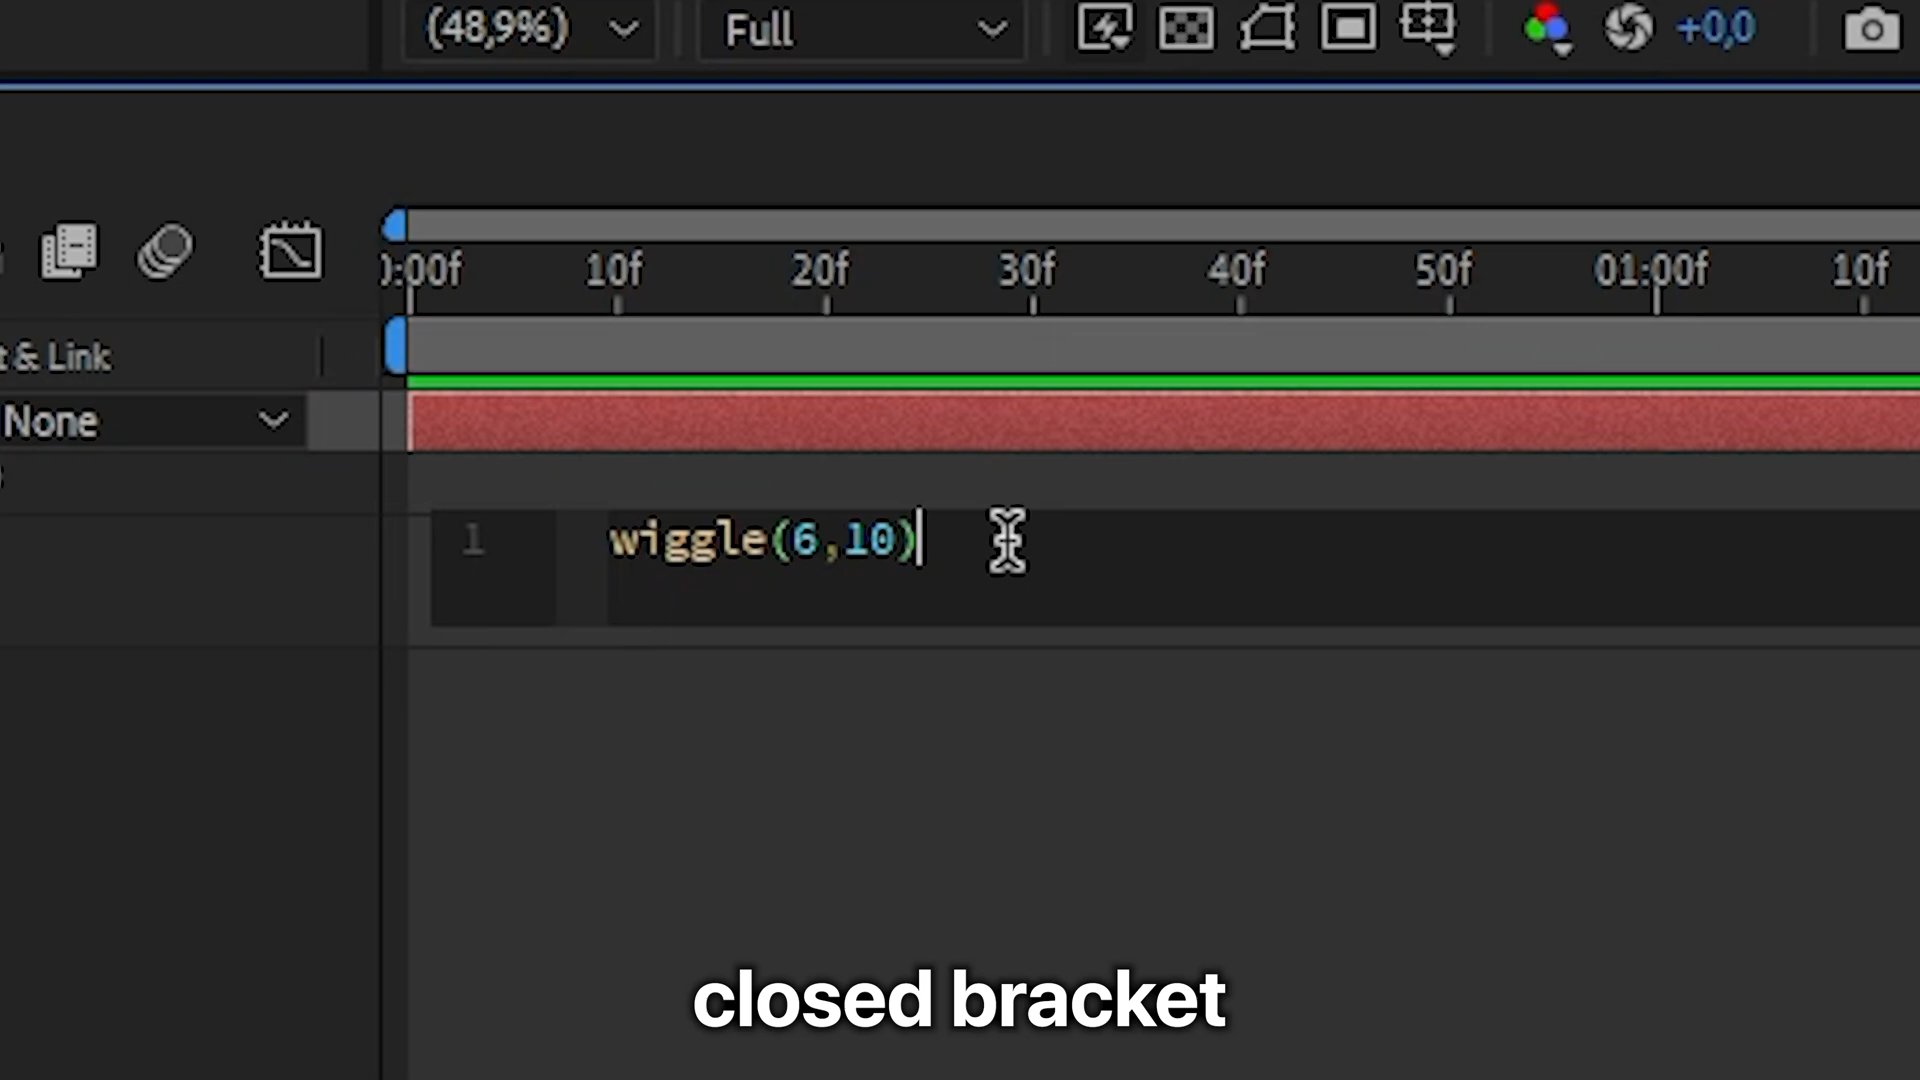 (48,9%) Full +0,0
0:00f 10f 20f 30f 40f 50f 01:00f 10f
t & Link
None
1 wiggle(6,10)
closed bracket